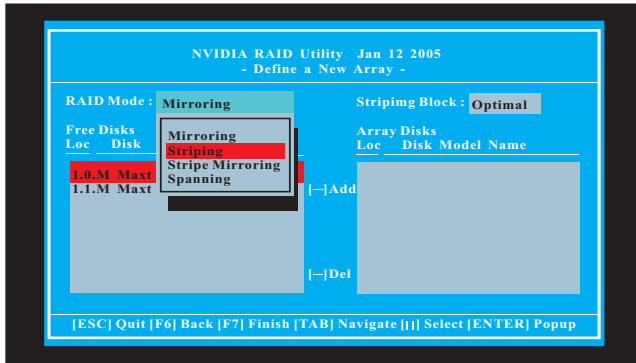 NVIDIA RAID Utility Jan 12 2005
- Define a New Array -
RAID Mode : Mirroring
Stripimg Block : Optimal
Free Disks
Loc Disk
Mirroring
Striping
Stripe Mirroring
Spanning
1.0.M Maxt
1.1.M Maxt
Array Disks
Loc Disk Model Name
[–]Add
[–]Del
[ESC] Quit [F6] Back [F7] Finish [TAB] Navigate [||] Select [ENTER] Popup